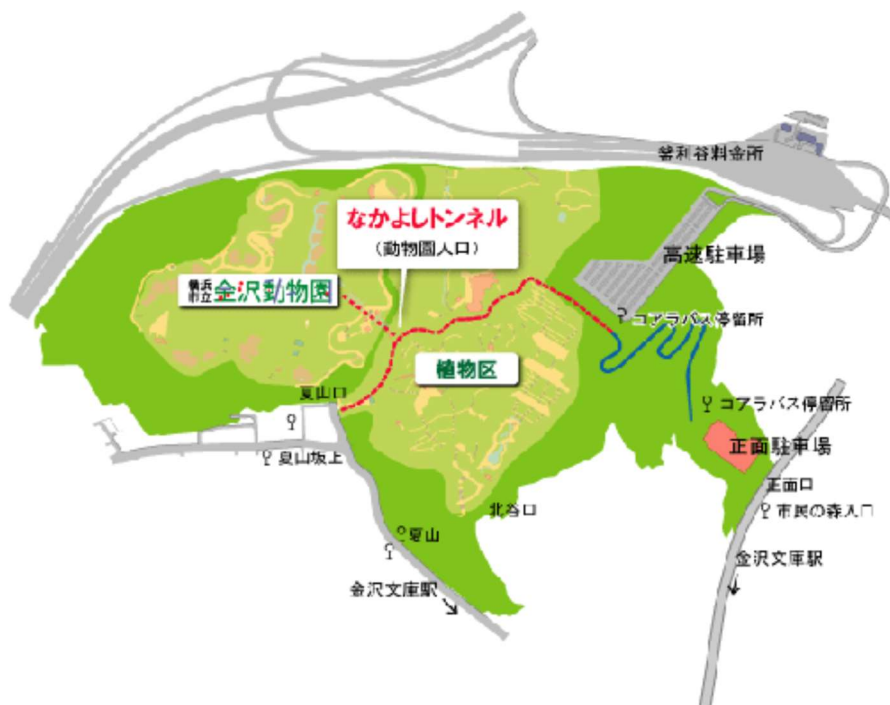 釜利谷料金所
なかよしトンネル
(動物園入口)
高速駐車場
横浜
市立
金沢動物園
コアラバス停留所
植物区
夏山口
コアラバス停留所
正面駐車場
夏山坂上
正面口
北谷口
市民の森入口
夏山
金沢文庫駅
金沢文庫駅